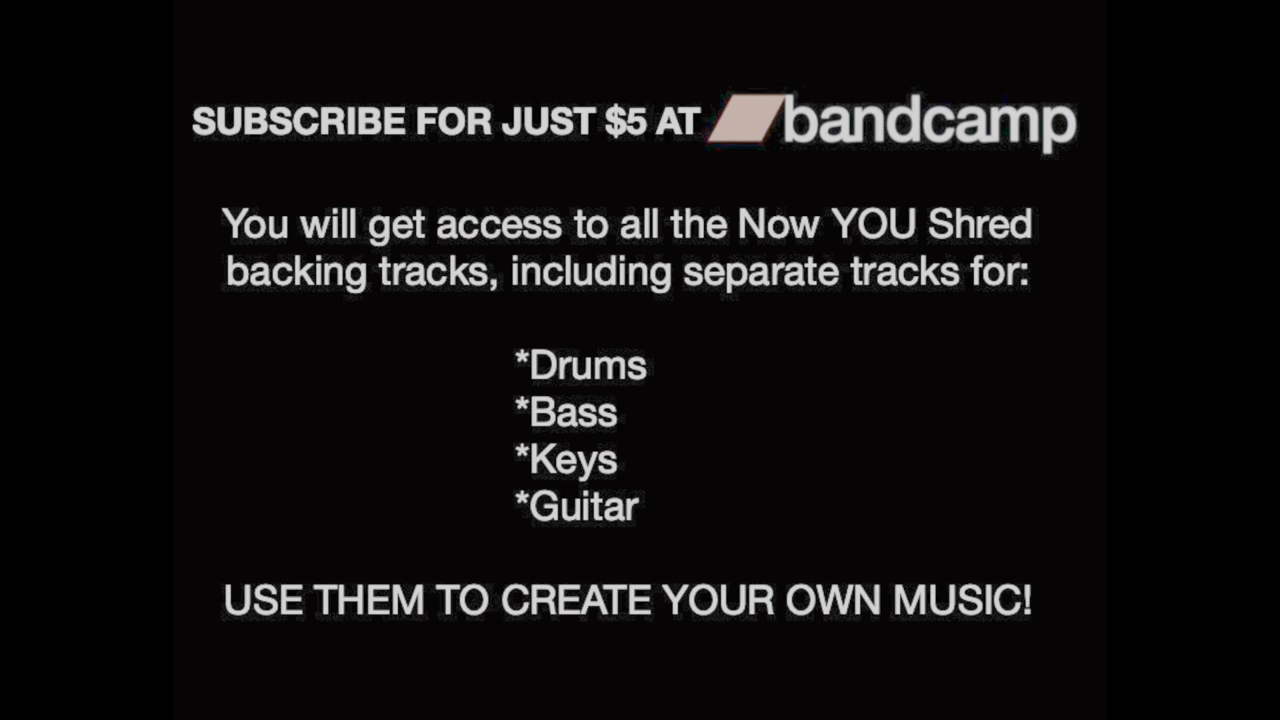 SUBSCRIBE FOR JUST $5 AT bandcamp
You will get access to all the Now YOU Shred
backing tracks, including separate tracks for:
*Drums
*Bass
*Keys
*Guitar
USE THEM TO CREATE YOUR OWN MUSIC!